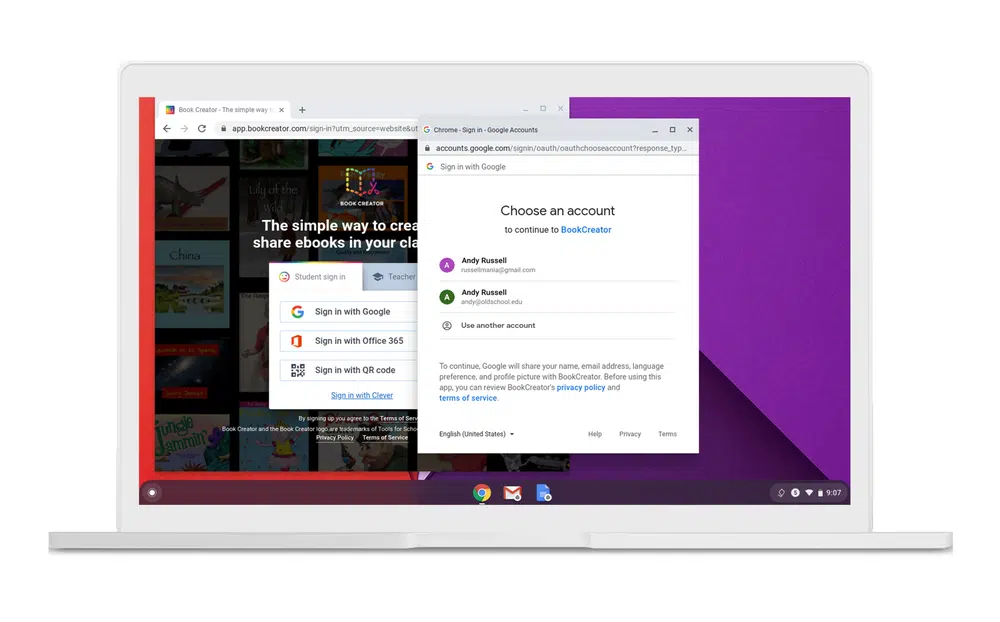 Book Creator - The simple way to
app.bookcreator.com/sign-in?utm_source=website&ut
Lily of the
Wild
China
BOOK CREATOR
The simple way to crea
share ebooks in your cla
Student sign in
Teacher
Sign in with Google
Sign in with Office 365
Sign in with QR code
Sign in with Clever
By signing up you agree to the Terms of Serv
Book Creator and the Book Creator logo are trademarks of Tools for Schoo
Privacy Policy Terms of Service
Jungle
Jammin'
Chrome - Sign in - Google Accounts
accounts.google.com/signin/oauth/oauthchooseaccount?response_typ...
Sign in with Google
Choose an account
to continue to BookCreator
A
Andy Russell
russellmania@gmail.com
A
Andy Russell
andy@oldschool.edu
Use another account
To continue, Google will share your name, email address, language
preference, and profile picture with BookCreator. Before using this
app, you can review BookCreator's privacy policy and
terms of service.
English (United States)
Help Privacy Terms
9:07